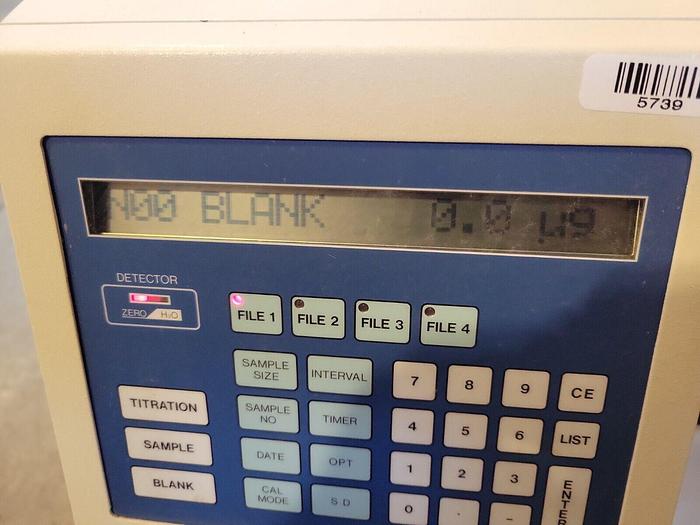 5739
N00 BLANK 0.0 µg
DETECTOR
ZERO H₂O
FILE 1 FILE 2 FILE 3 FILE 4
SAMPLE SIZE INTERVAL 7 8 9 CE
TITRATION SAMPLE NO TIMER 4 5 6 LIST
SAMPLE DATE OPT 1 2 3 ENTER
BLANK CAL MODE S D 0 . -